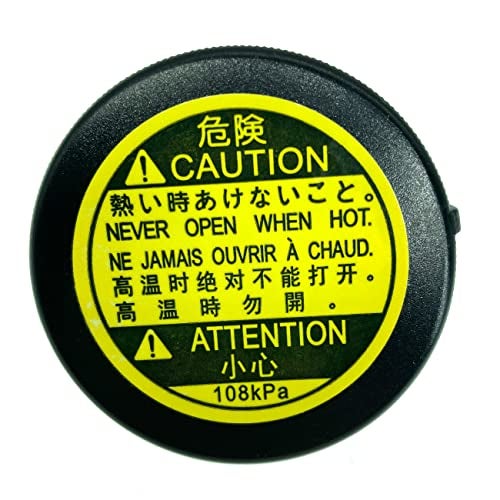 危険
CAUTION
熱い時あけないこと。
NEVER OPEN WHEN HOT.
NE JAMAIS OUVRIR À CHAUD.
高温时绝对不能打开。
高温時勿開。
ATTENTION
小心
108kPa